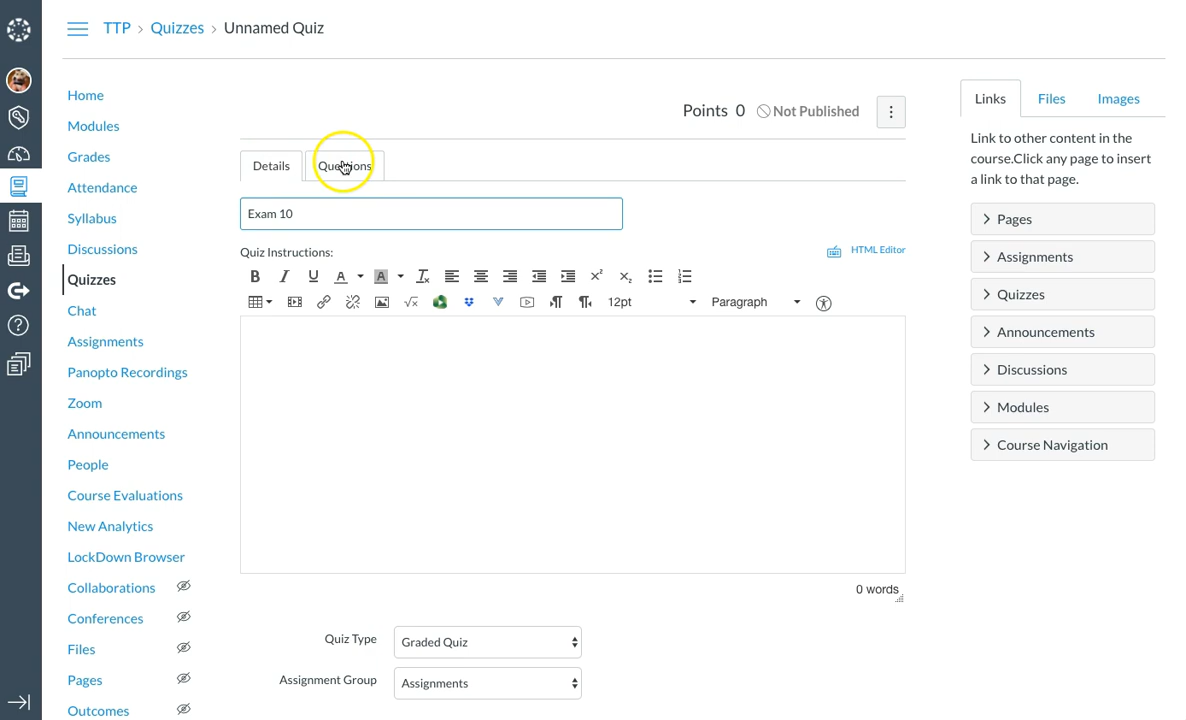 TTP > Quizzes > Unnamed Quiz
Home
Modules
Grades
Attendance
Syllabus
Discussions
Quizzes
Chat
Assignments
Panopto Recordings
Zoom
Announcements
People
Course Evaluations
New Analytics
LockDown Browser
Collaborations
Conferences
Files
Pages
Outcomes
Points 0 Not Published
Details Questions
Exam 10
Quiz Instructions: HTML Editor
12pt Paragraph
0 words
Quiz Type Graded Quiz
Assignment Group Assignments
Links Files Images
Link to other content in the
course.Click any page to insert
a link to that page.
Pages
Assignments
Quizzes
Announcements
Discussions
Modules
Course Navigation